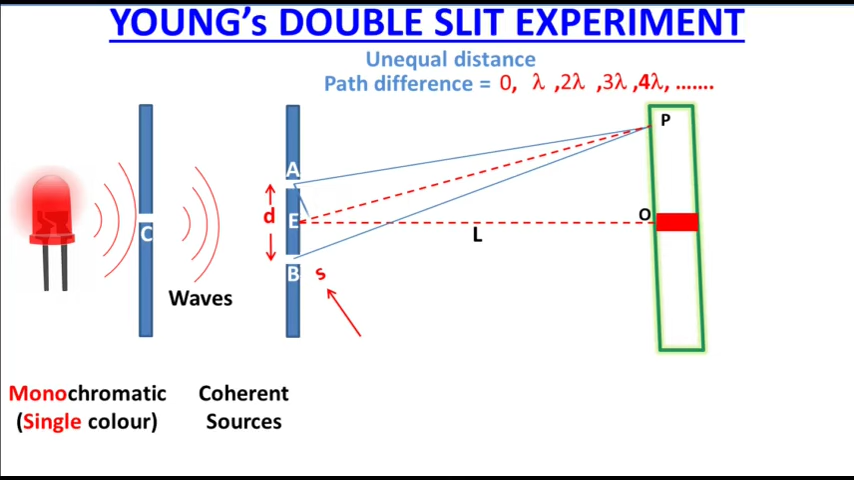 YOUNG's DOUBLE SLIT EXPERIMENT
Unequal distance
Path difference = 0, λ ,2λ ,3λ ,4λ, .......
P
A
d
E
O
C
L
B
s
Waves
Monochromatic
(Single colour)
Coherent
Sources